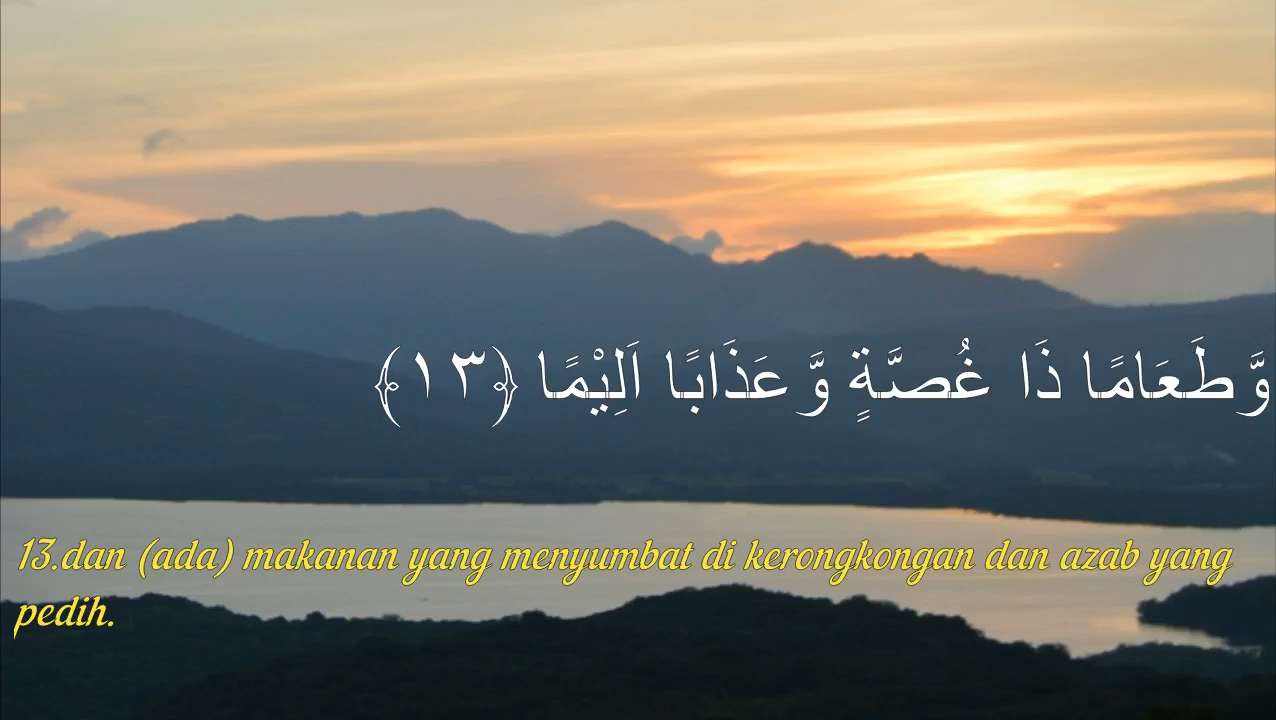 وَّطَعَامًا ذَا غُصَّةٍ وَّعَذَابًا اَلِيْمًا ﴿١٣﴾
13.dan (ada) makanan yang menyumbat di kerongkongan dan azab yang
pedih.